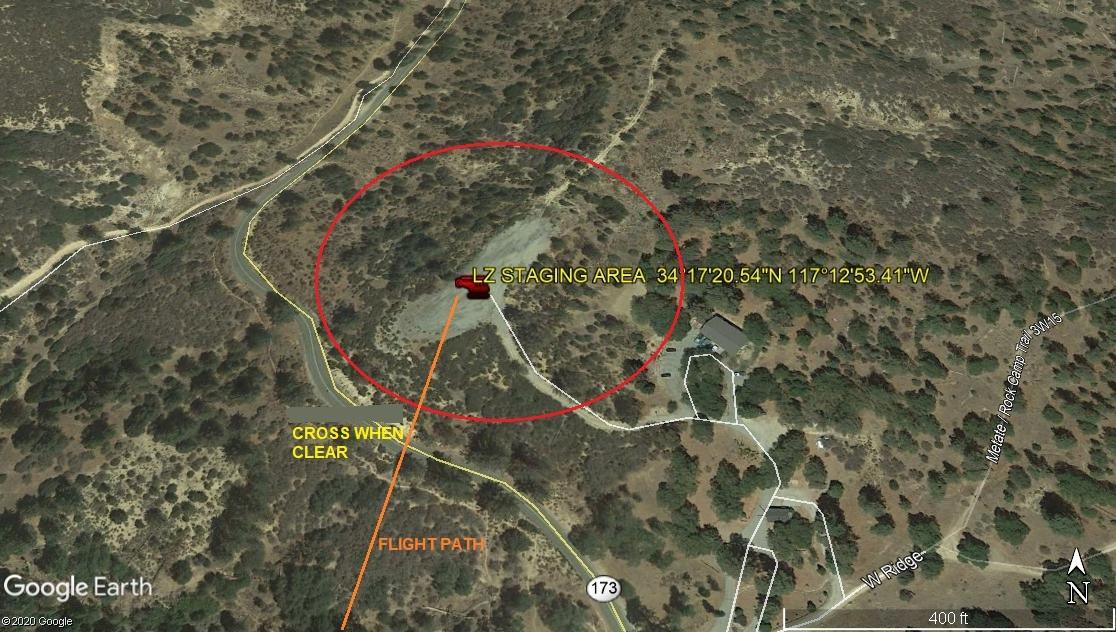 LZ STAGING AREA 34°17'20.54"N 117°12'53.41"W
CROSS WHEN
CLEAR
FLIGHT PATH
Metate / Rock Camp Trail 3W15
W Ridge
173
Google Earth
©2020 Google
N
400 ft